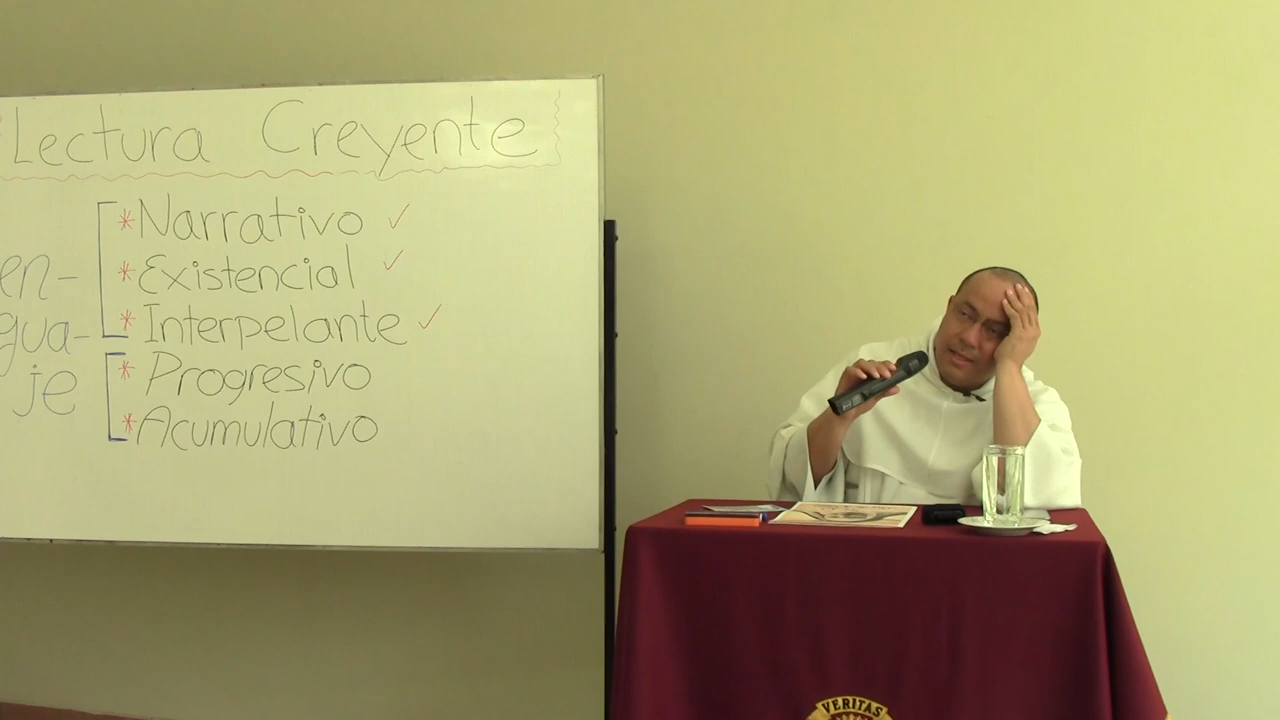 Lectura Creyente
* Narrativo ✓
* Existencial ✓
* Interpelante ✓
* Progresivo
* Acumulativo
en-
gua-
je
VERITAS